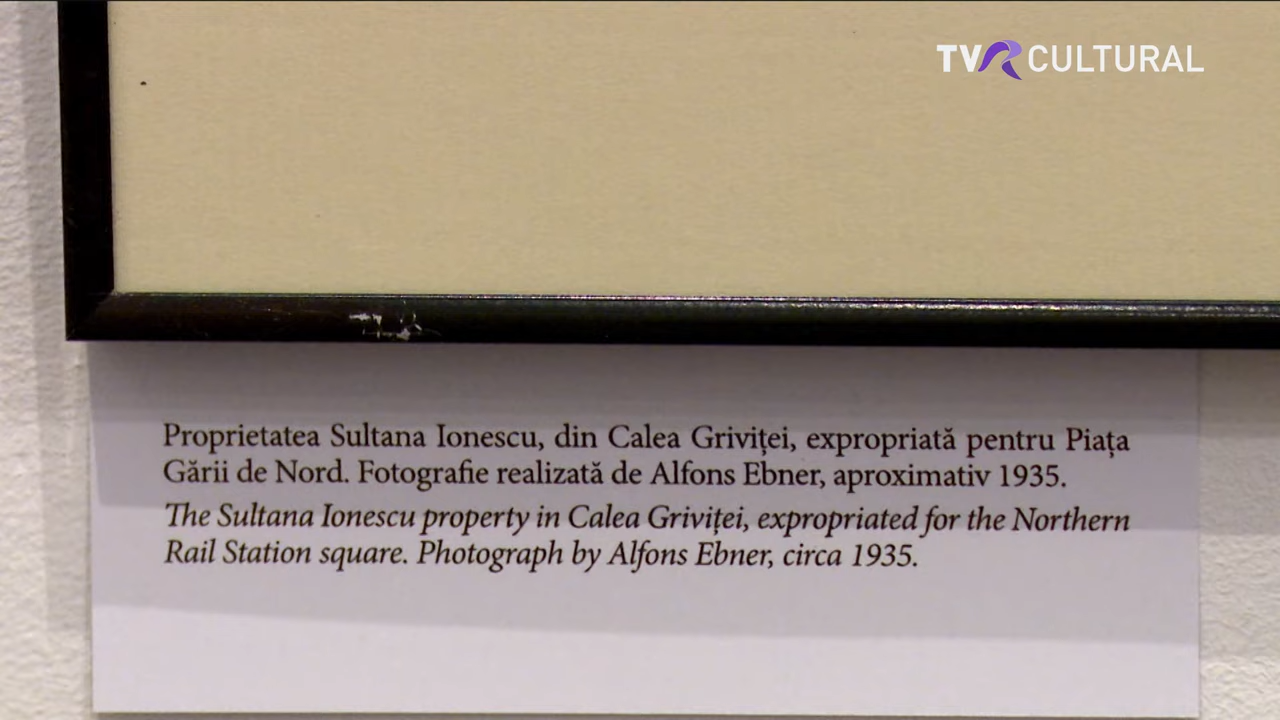 TVR CULTURAL
Proprietatea Sultana Ionescu, din Calea Griviței, expropriată pentru Piața
Gării de Nord. Fotografie realizată de Alfons Ebner, aproximativ 1935.
The Sultana Ionescu property in Calea Griviței, expropriated for the Northern
Rail Station square. Photograph by Alfons Ebner, circa 1935.